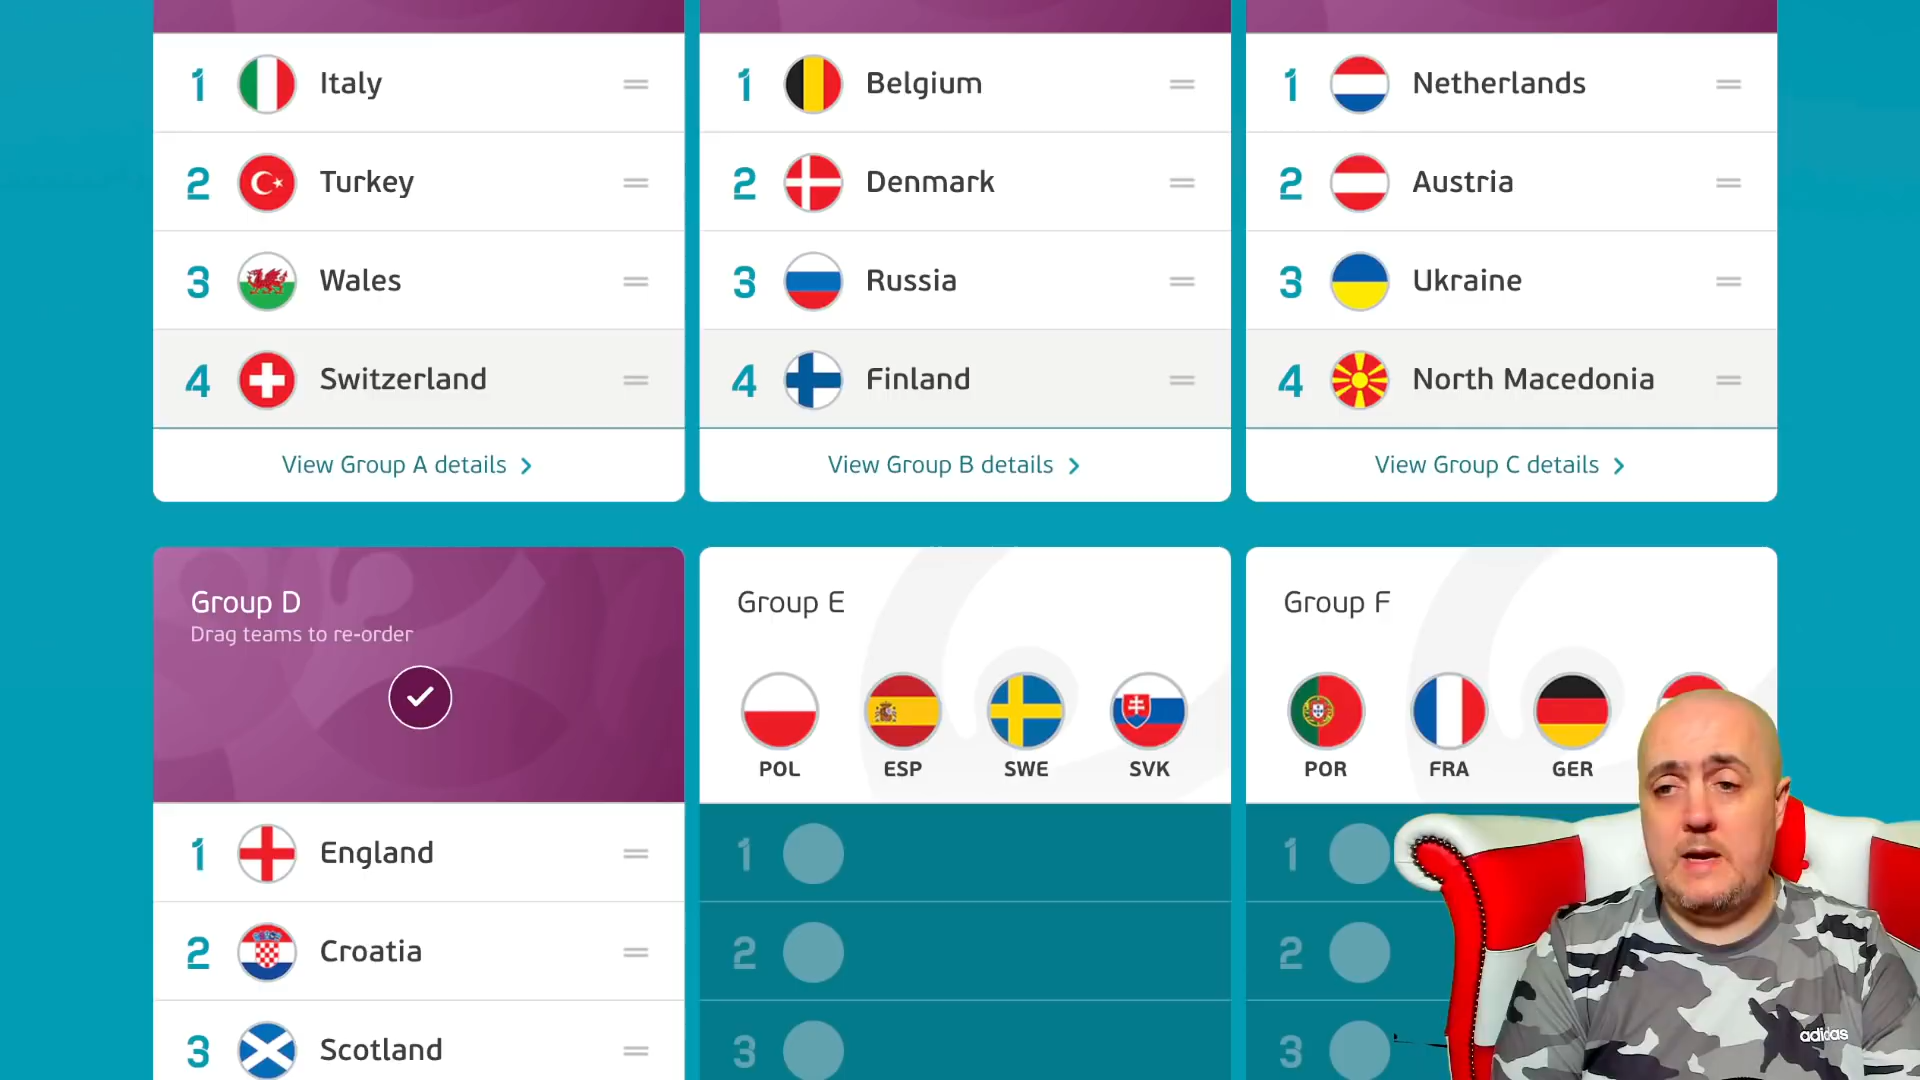 1 Italy
2 Turkey
3 Wales
4 Switzerland
View Group A details
1 Belgium
2 Denmark
3 Russia
4 Finland
View Group B details
1 Netherlands
2 Austria
3 Ukraine
4 North Macedonia
View Group C details
Group D
Drag teams to re-order
1 England
2 Croatia
3 Scotland
Group E
POL ESP SWE SVK
1
2
3
Group F
POR FRA GER
1
2
3
adidas